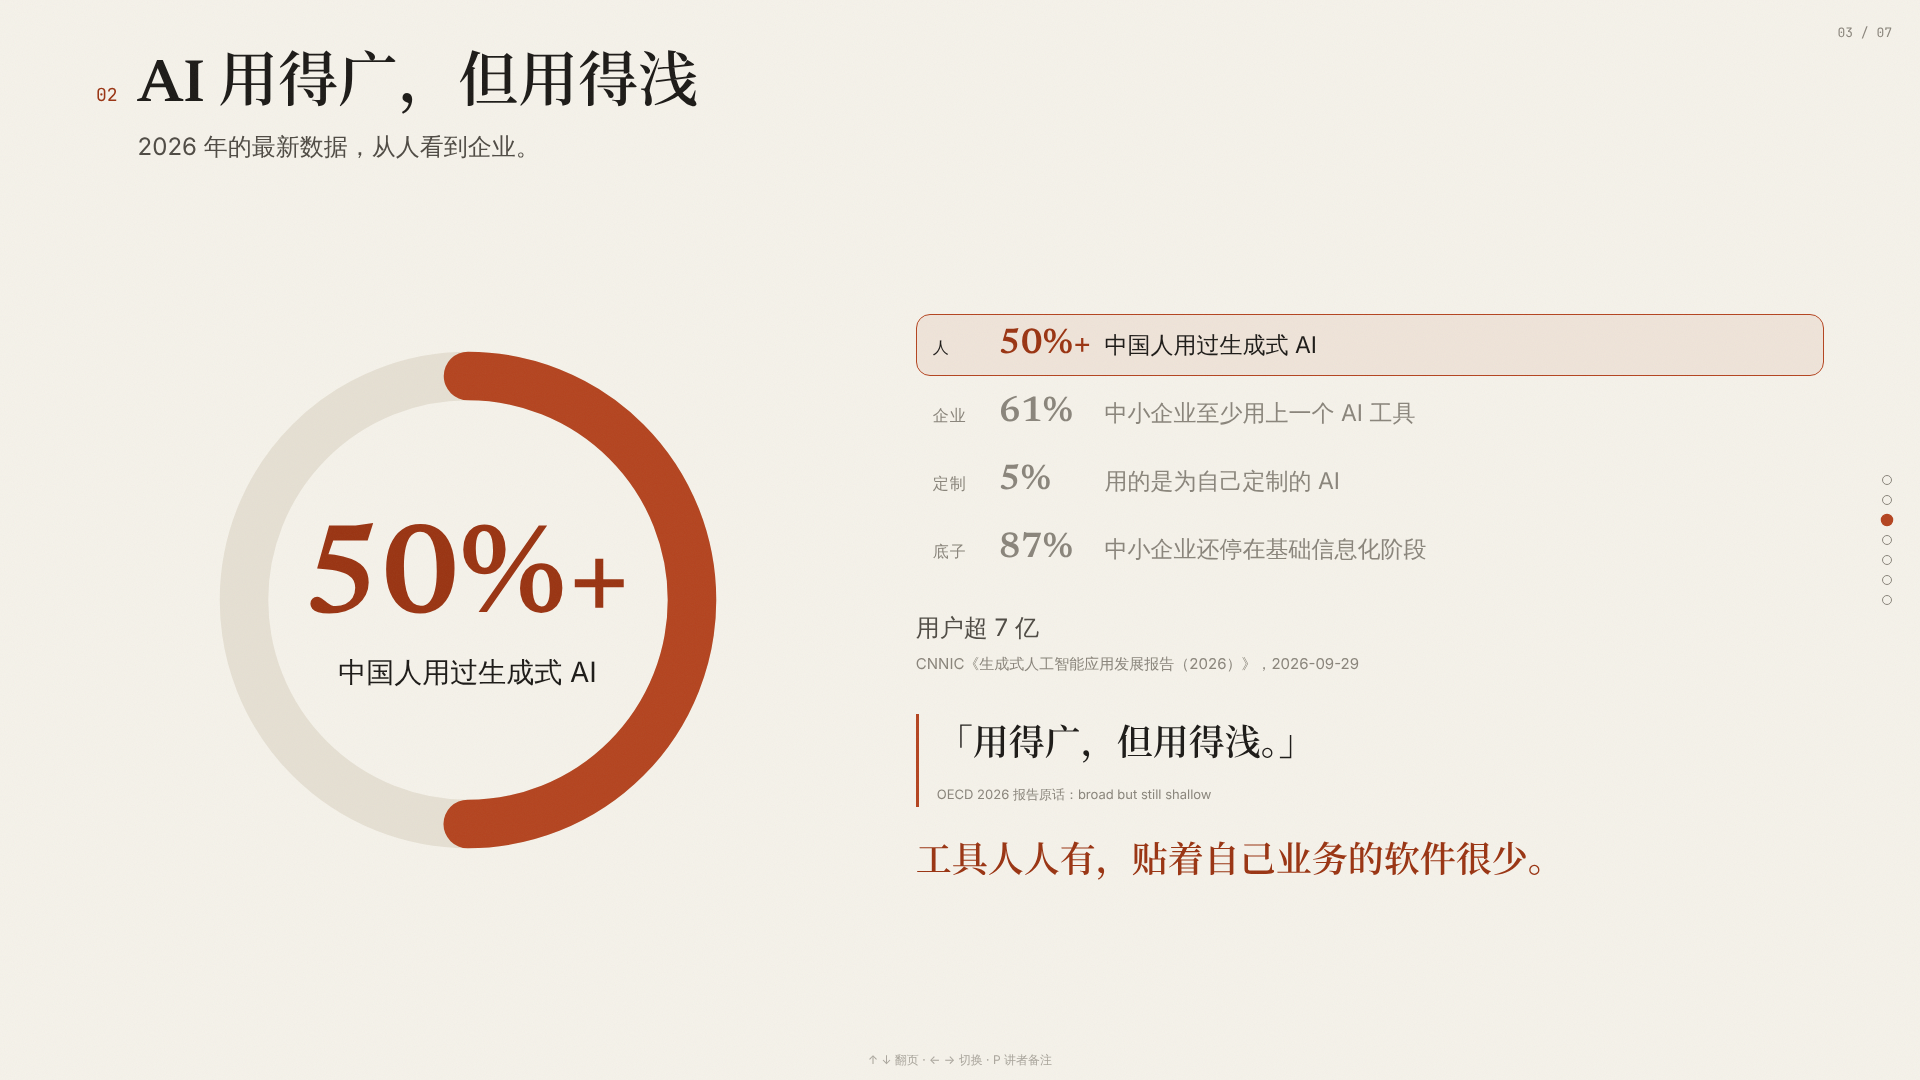 03 / 07
02 AI 用得广，但用得浅
2026 年的最新数据，从人看到企业。
50%+
中国人用过生成式 AI
人 50%+ 中国人用过生成式 AI
企业 61% 中小企业至少用上一个 AI 工具
定制 5% 用的是为自己定制的 AI
底子 87% 中小企业还停在基础信息化阶段
用户超 7 亿
CNNIC《生成式人工智能应用发展报告（2026）》，2026-09-29
「用得广，但用得浅。」
OECD 2026 报告原话：broad but still shallow
工具人人有，贴着自己业务的软件很少。
↑ ↓ 翻页 · ← → 切换 · P 讲者备注